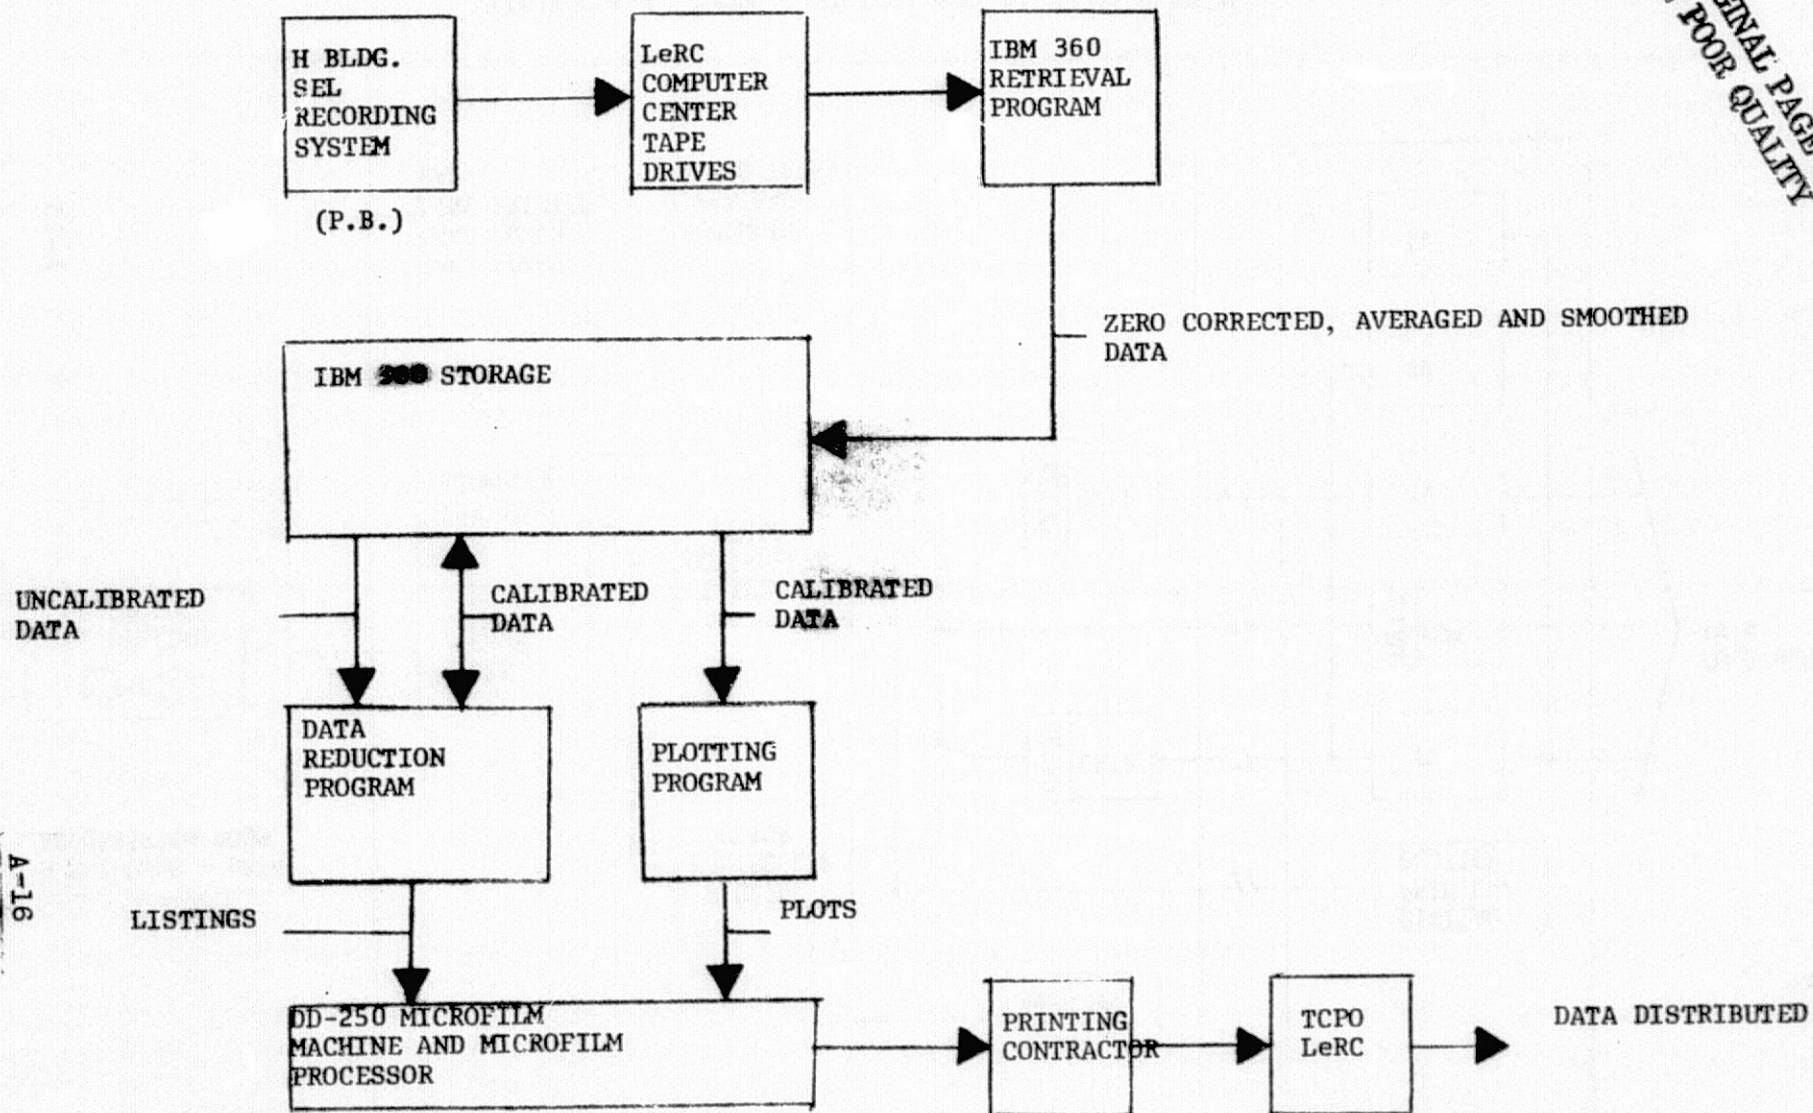 H BLDG.
SEL
RECORDING
SYSTEM
(P.B.)
LeRC
COMPUTER
CENTER
TAPE
DRIVES
IBM 360
RETRIEVAL
PROGRAM
GINAL PAGE
POOR QUALITY
ZERO CORRECTED, AVERAGED AND SMOOTHED
DATA
IBM STORAGE
UNCALIBRATED
DATA
CALIBRATED
DATA
CALIBRATED
DATA
DATA
REDUCTION
PROGRAM
PLOTTING
PROGRAM
A-16
LISTINGS
PLOTS
DD-250 MICROFILM
MACHINE AND MICROFILM
PROCESSOR
PRINTING
CONTRACTOR
TCPO
LeRC
DATA DISTRIBUTED